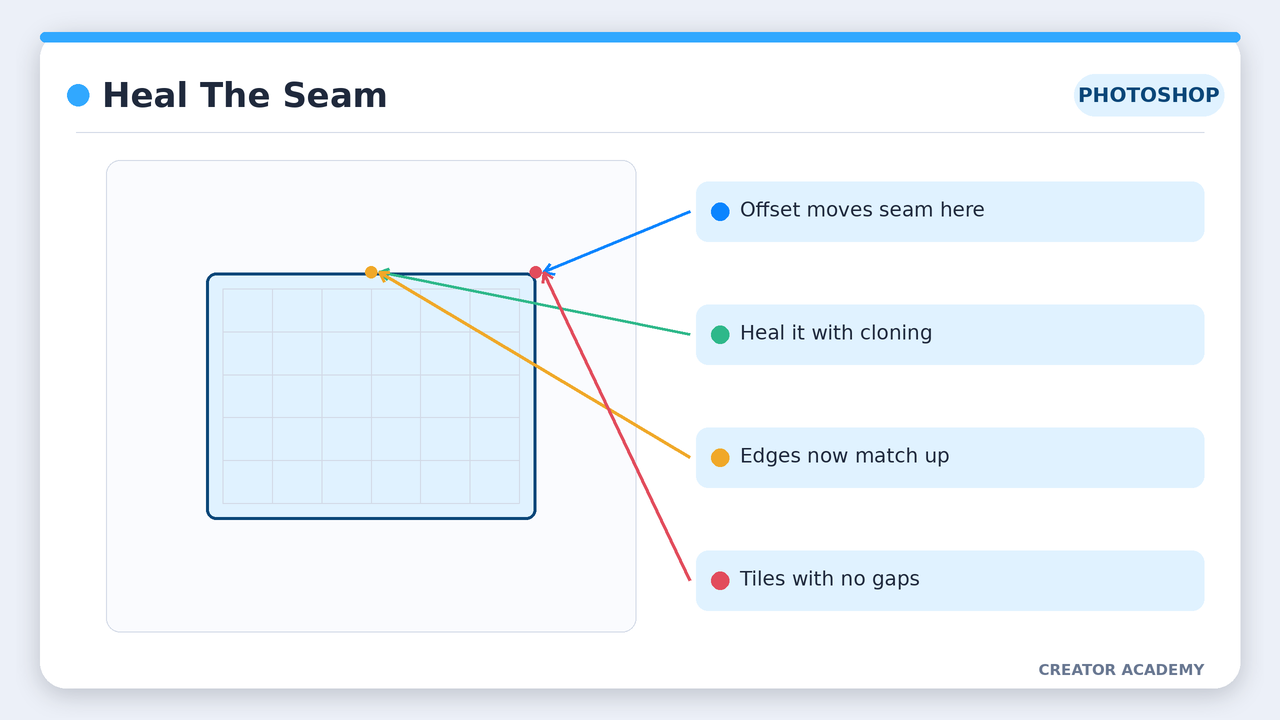 Heal The Seam
PHOTOSHOP
Offset moves seam here
Heal it with cloning
Edges now match up
Tiles with no gaps
CREATOR ACADEMY